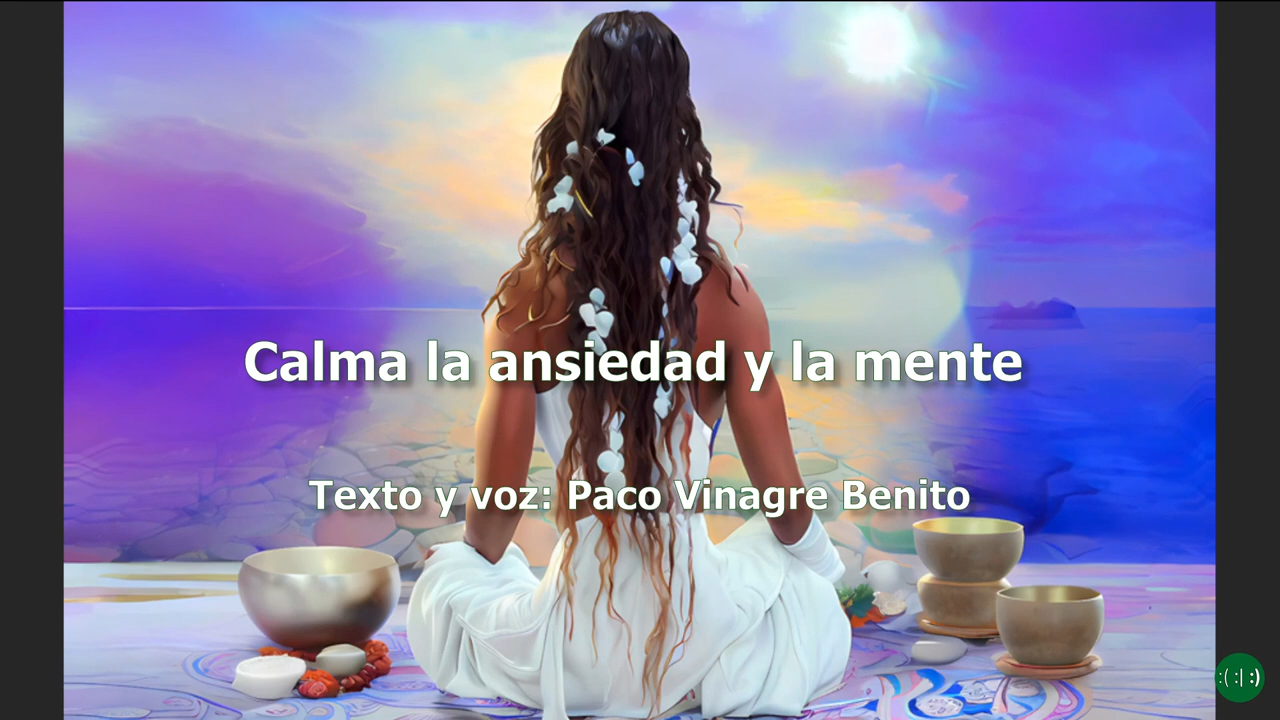 Calma la ansiedad y la mente
Texto y voz: Paco Vinagre Benito
:( :| :)